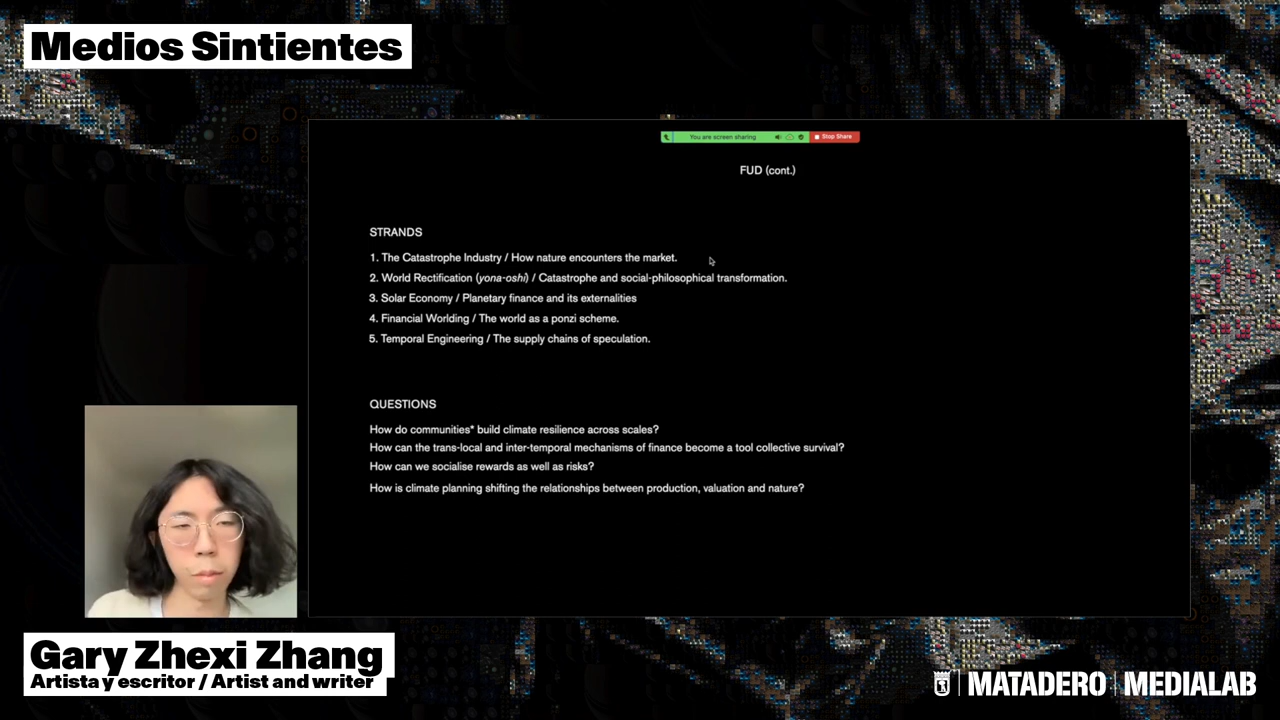 Medios Sintientes
You are screen sharing
Stop Share
FUD (cont.)
STRANDS
1. The Catastrophe Industry / How nature encounters the market.
2. World Rectification (yona-oshi) / Catastrophe and social-philosophical transformation.
3. Solar Economy / Planetary finance and its externalities
4. Financial Worlding / The world as a ponzi scheme.
5. Temporal Engineering / The supply chains of speculation.
QUESTIONS
How do communities* build climate resilience across scales?
How can the trans-local and inter-temporal mechanisms of finance become a tool collective survival?
How can we socialise rewards as well as risks?
How is climate planning shifting the relationships between production, valuation and nature?
Gary Zhexi Zhang
Artista y escritor / Artist and writer
MATADERO | MEDIALAB